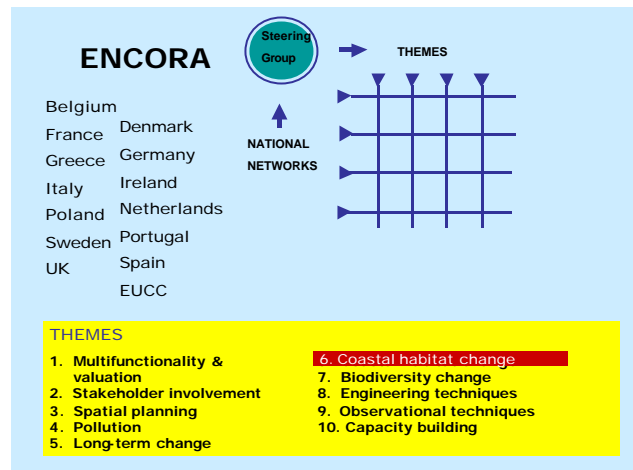 ENCORA
Steering
Group
THEMES
NATIONAL
NETWORKS
Belgium
France
Greece
Italy
Poland
Sweden
UK
Denmark
Germany
Ireland
Netherlands
Portugal
Spain
EUCC
THEMES
1. Multifunctionality &
valuation
2. Stakeholder involvement
3. Spatial planning
4. Pollution
5. Long-term change
6. Coastal habitat change
7. Biodiversity change
8. Engineering techniques
9. Observational techniques
10. Capacity building